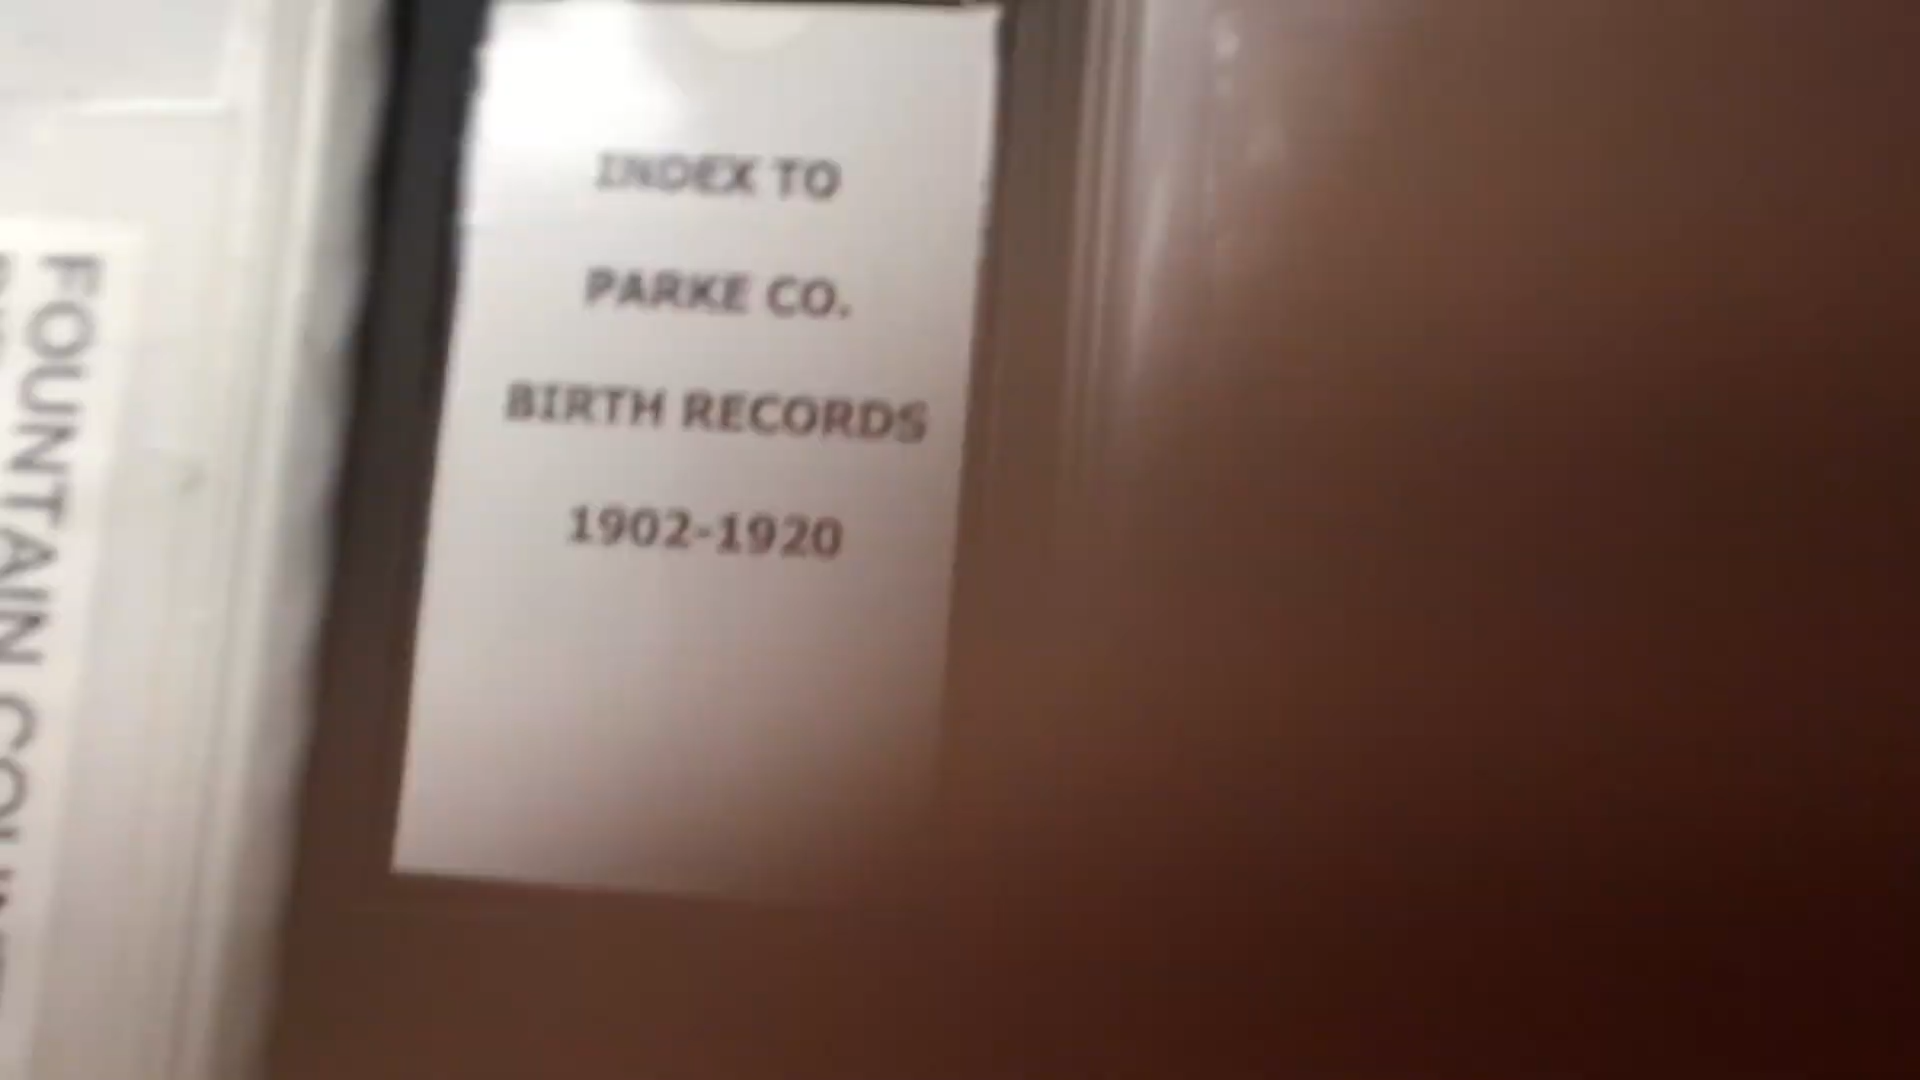 FOUNTAIN
INDEX TO
PARKE CO.
BIRTH RECORDS
1902-1920